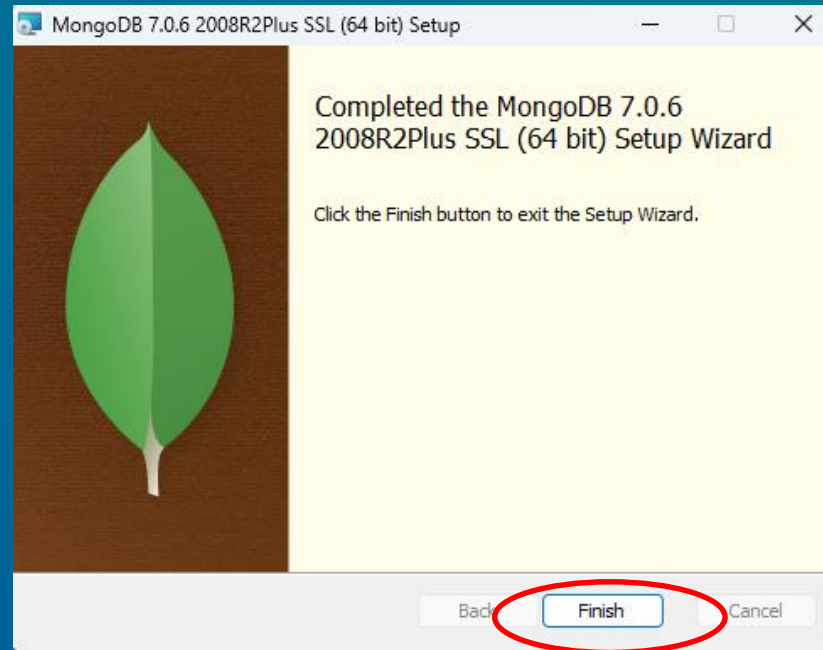 MongoDB 7.0.6 2008R2Plus SSL (64 bit) Setup
Completed the MongoDB 7.0.6
2008R2Plus SSL (64 bit) Setup Wizard
Click the Finish button to exit the Setup Wizard.
Back Finish Cancel